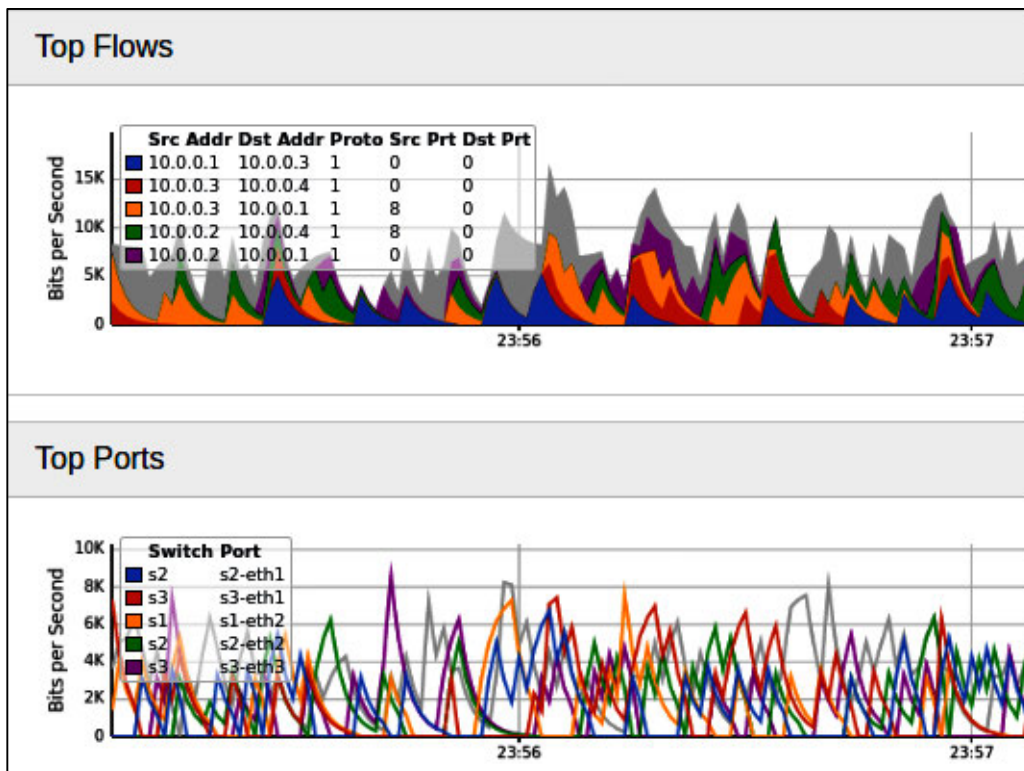 Top Flows
Bits per Second
15K
10K
5K
0
Src Addr Dst Addr Proto Src Prt Dst Prt
10.0.0.1 10.0.0.3 1 0 0
10.0.0.3 10.0.0.4 1 0 0
10.0.0.3 10.0.0.1 1 8 0
10.0.0.2 10.0.0.4 1 8 0
10.0.0.2 10.0.0.1 1 0 0
23:56 23:57
Top Ports
Bits per Second
10K
8K
6K
4K
2K
0
Switch Port
s2 s2-eth1
s3 s3-eth1
s1 s1-eth2
s2 s2-eth2
s3 s3-eth3
23:56 23:57